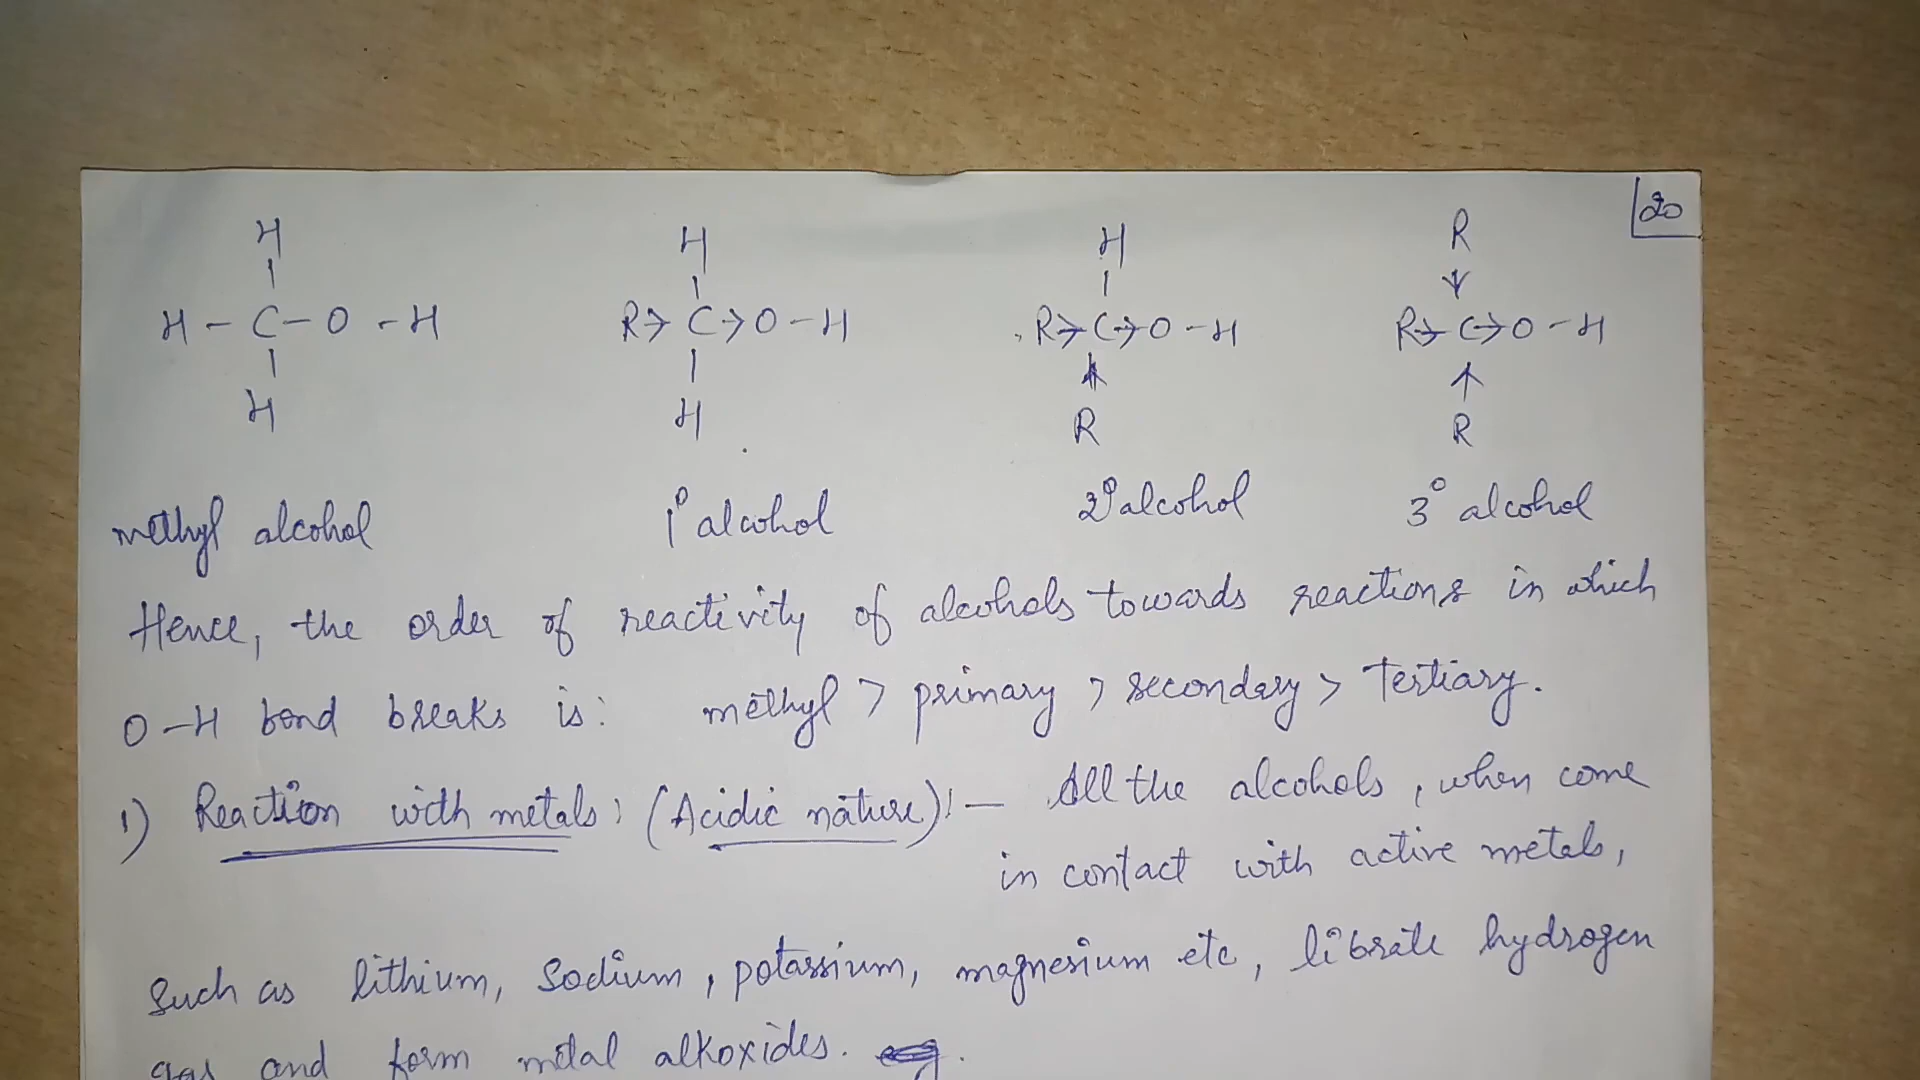 20
H H H R
H - C - O - H R → C → O - H R → C → O - H R → C → O - H
H H R R
methyl alcohol 1° alcohol 2° alcohol 3° alcohol
Hence, the order of reactivity of alcohols towards reactions in which
O-H bond breaks is: methyl > primary > secondary > Tertiary.
1) Reaction with metals: (Acidic nature):- All the alcohols, when come
in contact with active metals,
Such as lithium, Sodium, potassium, magnesium etc, librate hydrogen
gas and form metal alkoxides.